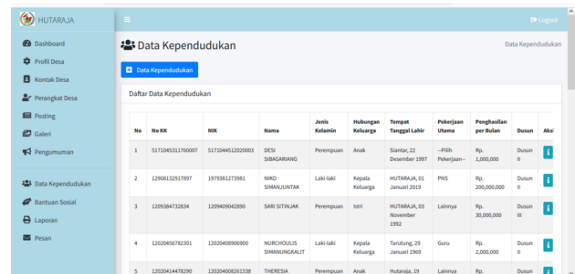 HUTARAJA
Logout
Dashboard
Profil Desa
Kontak Desa
Perangkat Desa
Posting
Galeri
Pengumuman
Data Kependudukan
Bantuan Sosial
Laporan
Pesan
Data Kependudukan
Data Kependudukan
Data Kependudukan
Daftar Data Kependudukan
No No KK NIK Nama Jenis Kelamin Hubungan Keluarga Tempat Tanggal Lahir Pekerjaan Utama Penghasilan per Bulan Dusun Aksi
1 5171045311760007 5171044512020003 DESI SIBAGARIANG Perempuan Anak Siantar, 22 Desember 1997 --Pilih Pekerjaan-- Rp. 1,000,000 Dusun II
2 12908132917897 1979381273981 NIKO SIMANJUNTAK Laki-laki Kepala Keluarga HUTARAJA, 01 Januari 2019 PNS Rp. 200,000,000 Dusun II
3 1209384732834 1209409042890 SARI SITINJAK Perempuan Istri HUTARAJA, 03 November 1992 Lainnya Rp. 30,000,000 Dusun III
4 12020456782301 12020408900900 NURCHOULIS SIMANUNGKALIT Laki-laki Kepala Keluarga Tarutung, 28 Januari 1969 Guru Rp. 2,000,000 Dusun II
5 12020414478290 12020408261538 THERESIA Perempuan Anak Hutaraja, 19 Lainnya Rp. Dusun